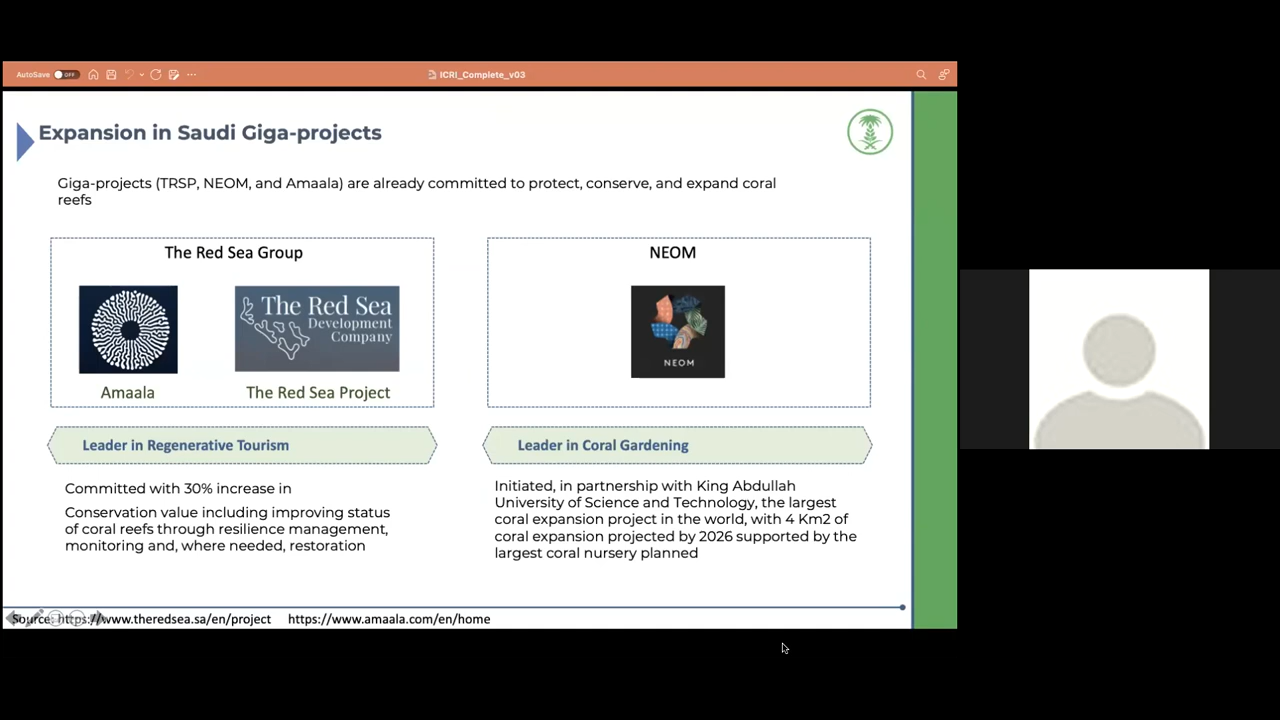 AutoSave OFF
ICRI_Complete_v03
Expansion in Saudi Giga-projects
Giga-projects (TRSP, NEOM, and Amaala) are already committed to protect, conserve, and expand coral
reefs
The Red Sea Group
The Red Sea
Development
Company
Amaala
The Red Sea Project
NEOM
NEOM
Leader in Regenerative Tourism
Committed with 30% increase in
Conservation value including improving status
of coral reefs through resilience management,
monitoring and, where needed, restoration
Leader in Coral Gardening
Initiated, in partnership with King Abdullah
University of Science and Technology, the largest
coral expansion project in the world, with 4 Km2 of
coral expansion projected by 2026 supported by the
largest coral nursery planned
Source: https://www.theredsea.sa/en/project https://www.amaala.com/en/home